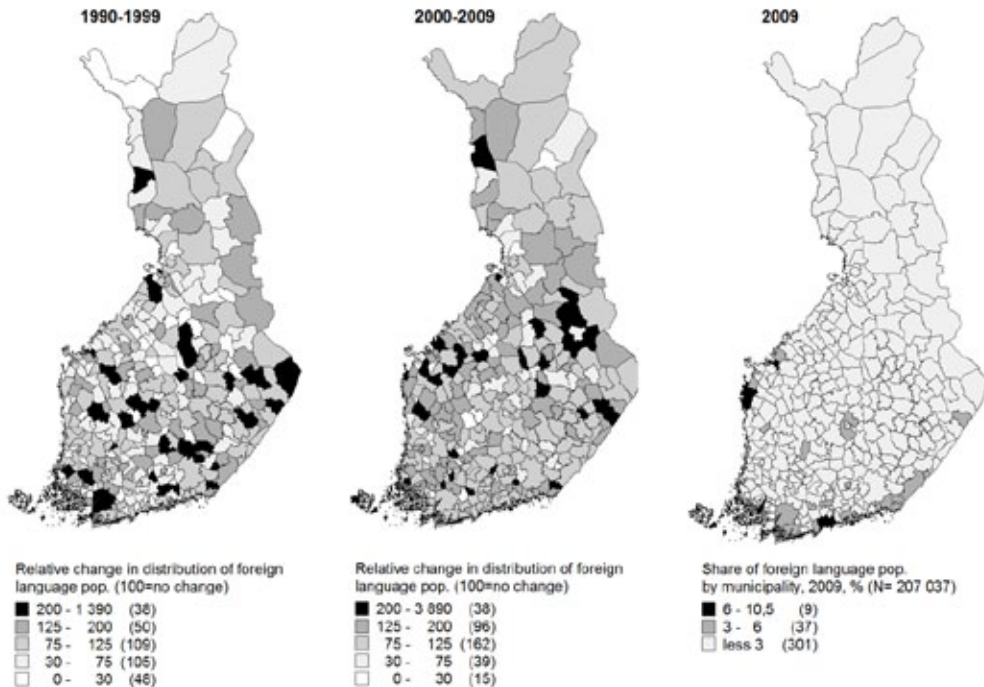 1990-1999
2000-2009
2009
Relative change in distribution of foreign
language pop. (100=no change)
200 - 1 390 (38)
125 - 200 (50)
75 - 125 (109)
30 - 75 (105)
0 - 30 (48)
Relative change in distribution of foreign
language pop. (100=no change)
200 - 3 890 (38)
125 - 200 (96)
75 - 125 (162)
30 - 75 (39)
0 - 30 (15)
Share of foreign language pop.
by municipality, 2009, % (N= 207 037)
6 - 10,5 (9)
3 - 6 (37)
less 3 (301)